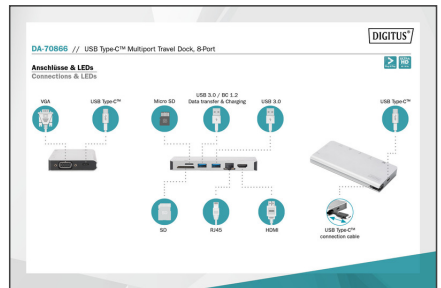 DIGITUS®
DA-70866 // USB Type-C™ Multiport Travel Dock, 8-Port
Anschlüsse & LEDs
Connections & LEDs
HD
VGA
USB Type-C™
Micro SD
USB 3.0 / BC 1.2
Data transfer & Charging
USB 3.0
USB Type-C™
SD
RJ45
HDMI
USB Type-C™
connection cable